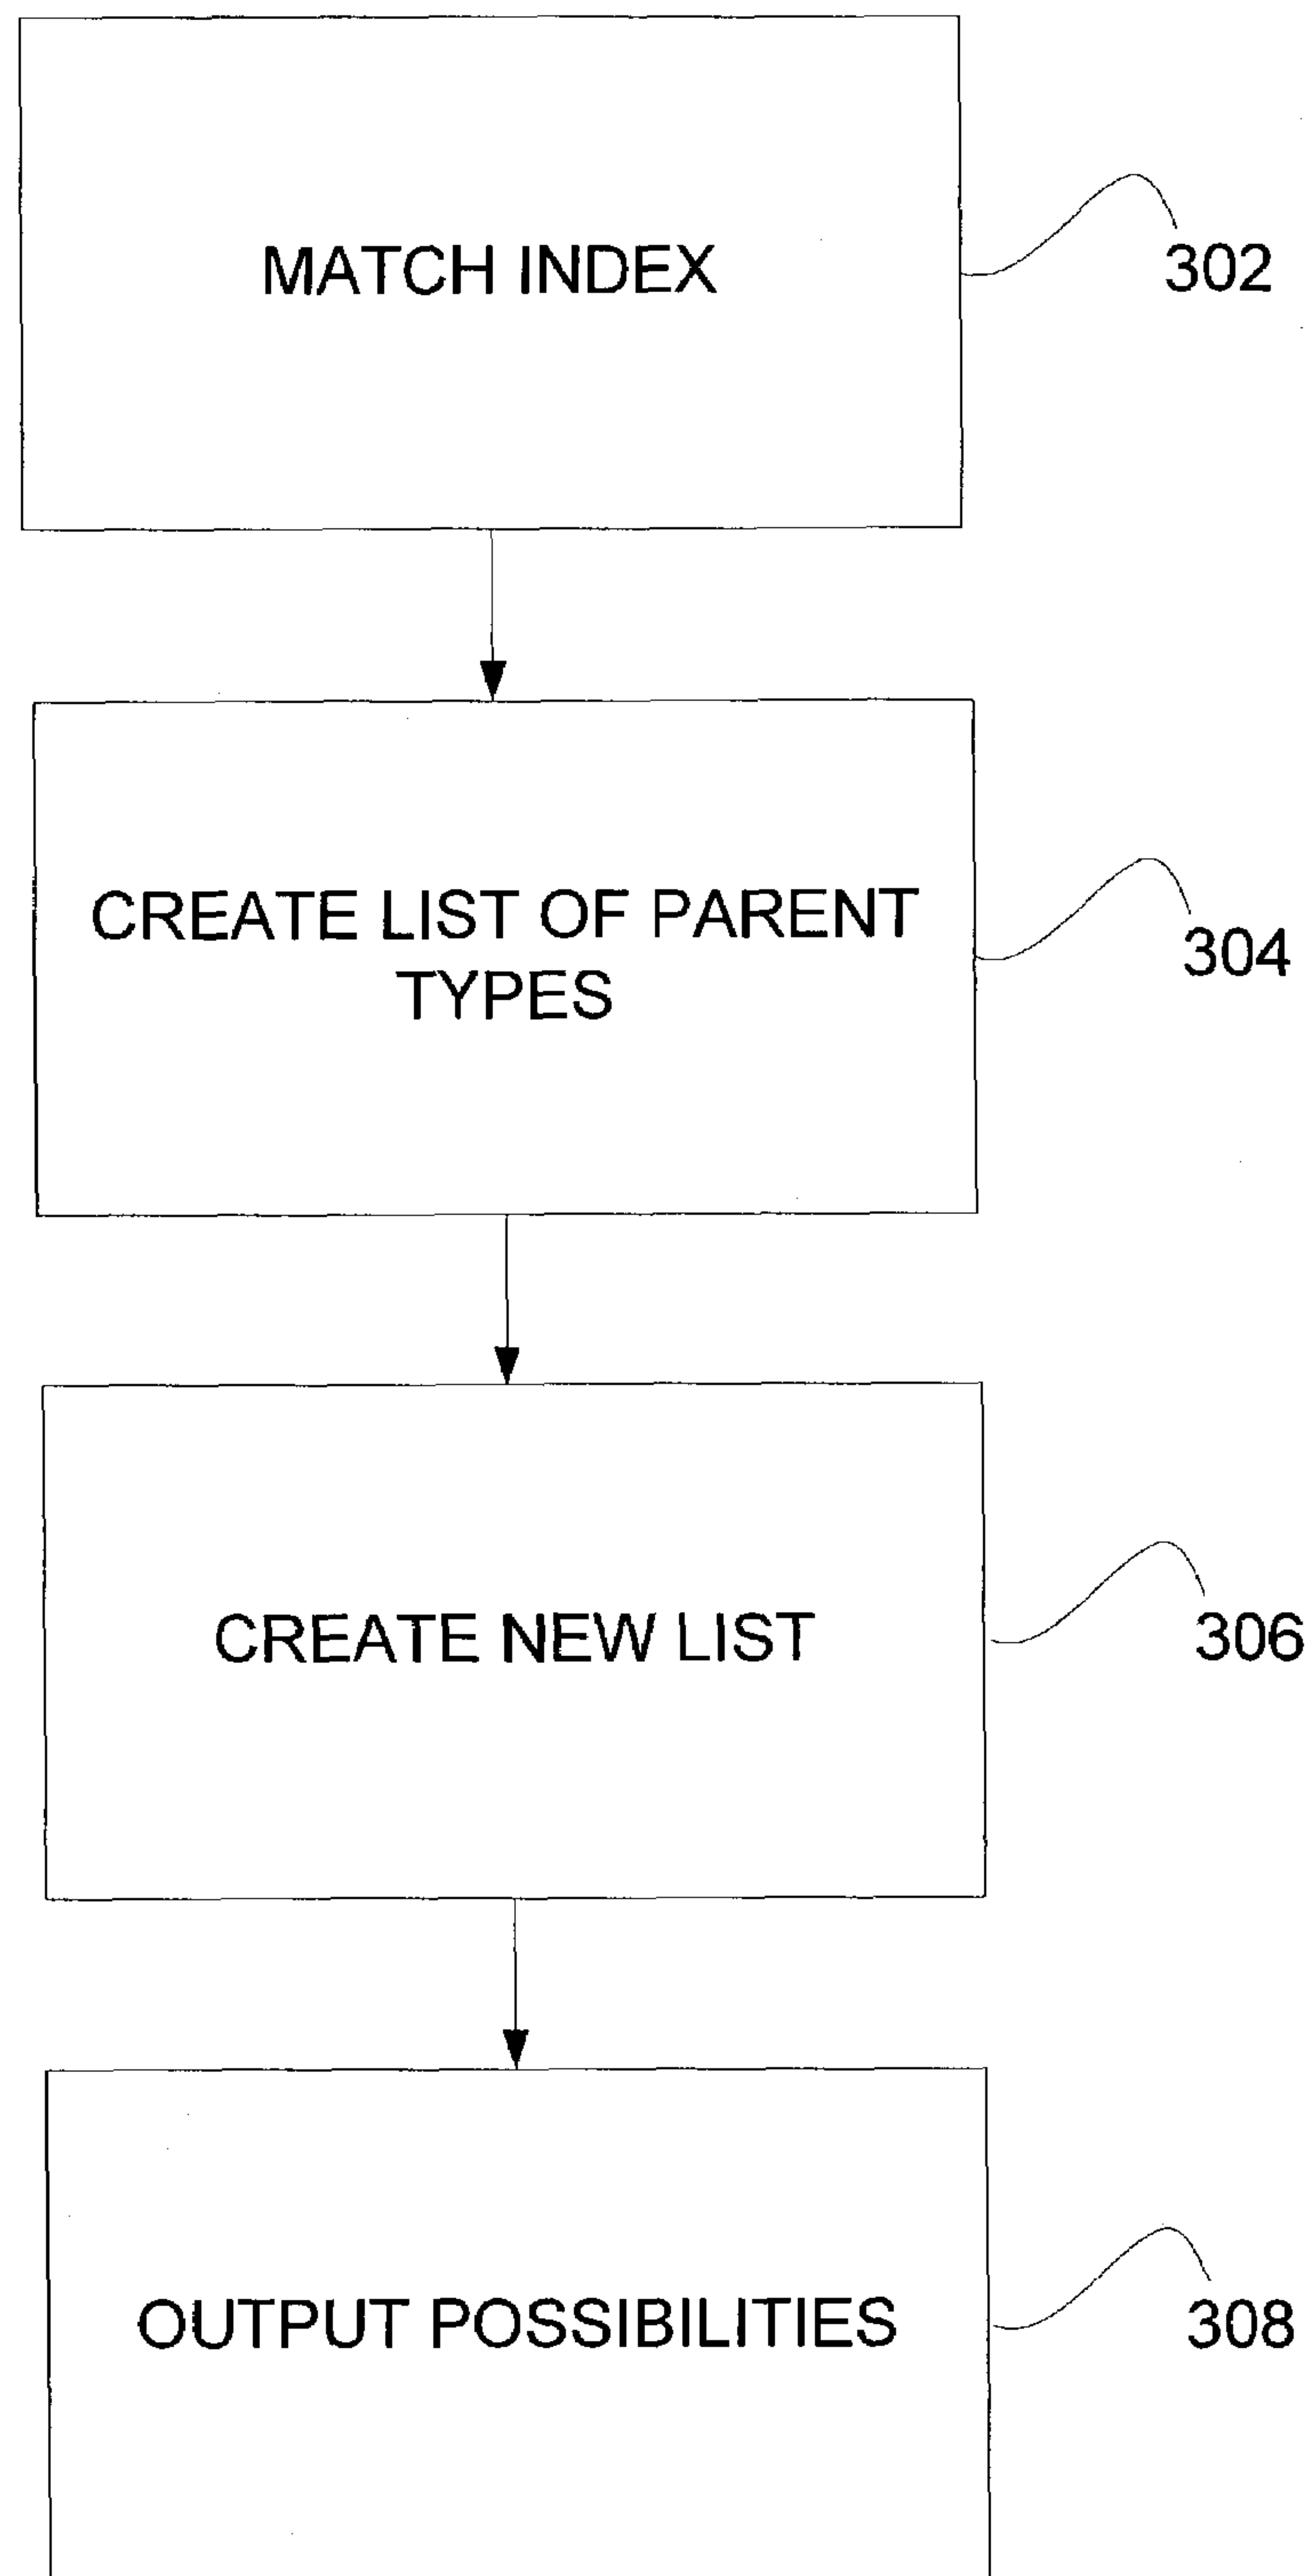 MATCH INDEX
302
CREATE LIST OF PARENT
TYPES
304
CREATE NEW LIST
306
OUTPUT POSSIBILITIES
308